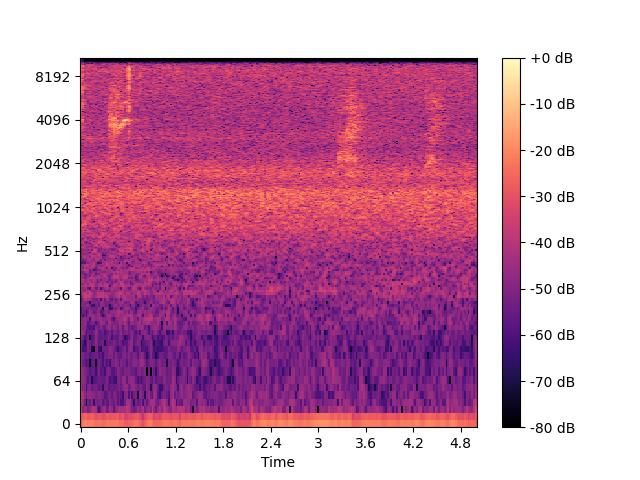 8192
4096
2048
1024
512
256
128
64
0
Hz
0 0.6 1.2 1.8 2.4 3 3.6 4.2 4.8
Time
+0 dB
-10 dB
-20 dB
-30 dB
-40 dB
-50 dB
-60 dB
-70 dB
-80 dB